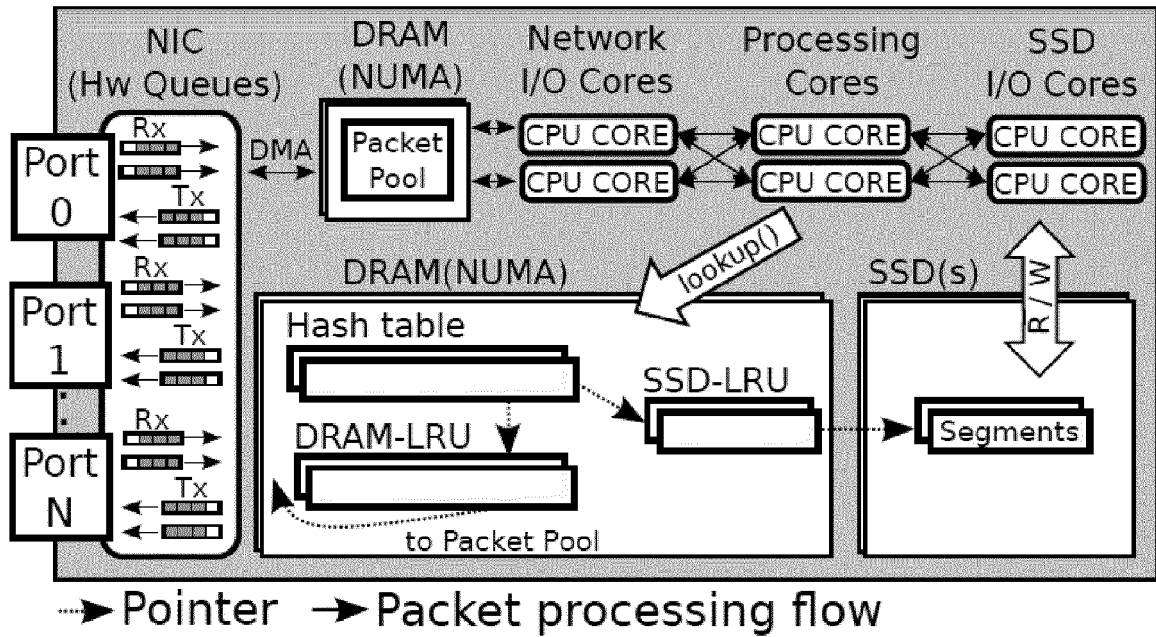 NIC
(Hw Queues)
DRAM
(NUMA)
Network
I/O Cores
Processing
Cores
SSD
I/O Cores
Port
0
Port
1
Port
N
Rx
Tx
Rx
Tx
Rx
Tx
DMA
Packet
Pool
CPU CORE
CPU CORE
CPU CORE
CPU CORE
CPU CORE
CPU CORE
lookup()
R / W
DRAM(NUMA)
Hash table
SSD-LRU
DRAM-LRU
to Packet Pool
SSD(s)
Segments
Pointer
Packet processing flow